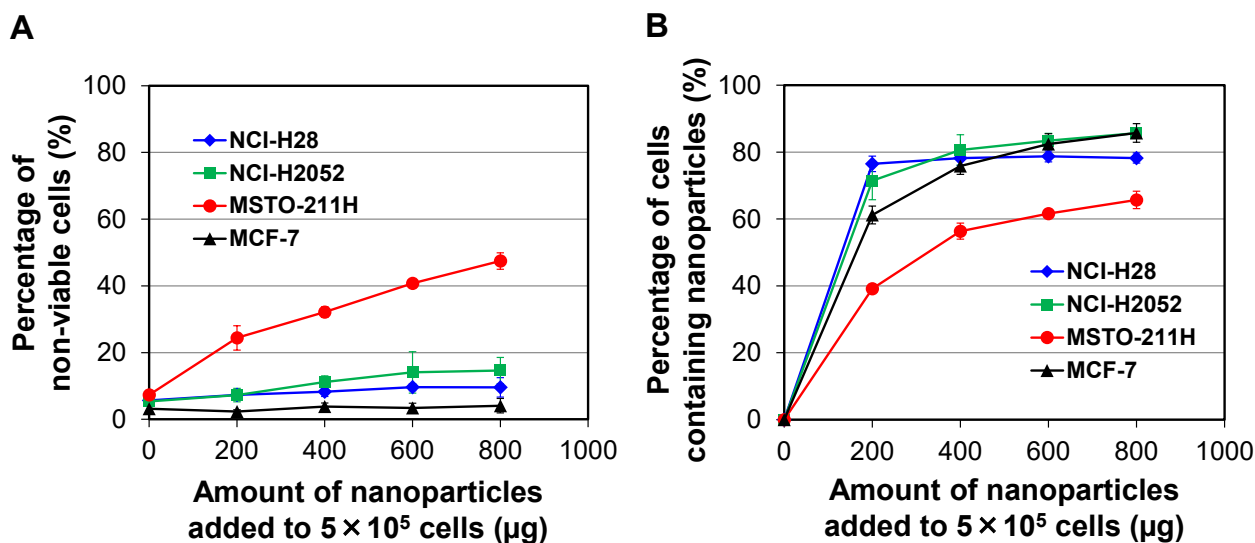 A
Percentage of
non-viable cells (%)
100
80
60
40
20
0
NCI-H28
NCI-H2052
MSTO-211H
MCF-7
0 200 400 600 800 1000
Amount of nanoparticles
added to 5×10⁵ cells (μg)
B
Percentage of cells
containing nanoparticles (%)
100
80
60
40
20
0
NCI-H28
NCI-H2052
MSTO-211H
MCF-7
0 200 400 600 800 1000
Amount of nanoparticles
added to 5×10⁵ cells (μg)